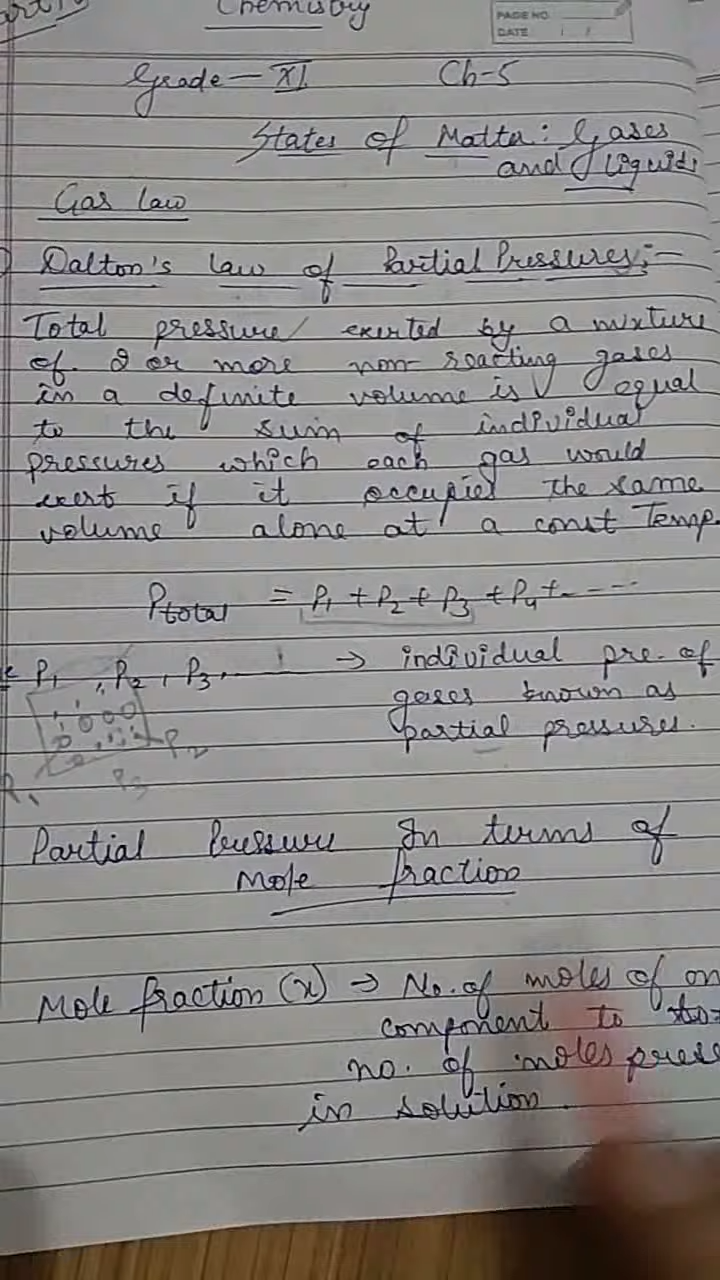 Chemistry
PAGE NO.
DATE / /
Grade - XI Ch-5
States of Matter: Gases
and liquids
Gas law
Dalton's law of Partial Pressures:-
Total pressure exerted by a mixture
of 2 or more non-reacting gases
in a definite volume is equal
to the sum of individual
pressures which each gas would
exert if it occupied the same
volume alone at a const Temp.
Ptotal = P1 + P2 + P3 + P4 + -----
P1, P2, P3, ---- → individual pre. of
gases known as
partial pressures.
P2
P3
Partial Pressure In terms of
Mole fraction
Mole fraction (x) → No. of moles of on
component to to
no. of moles press
in solution.